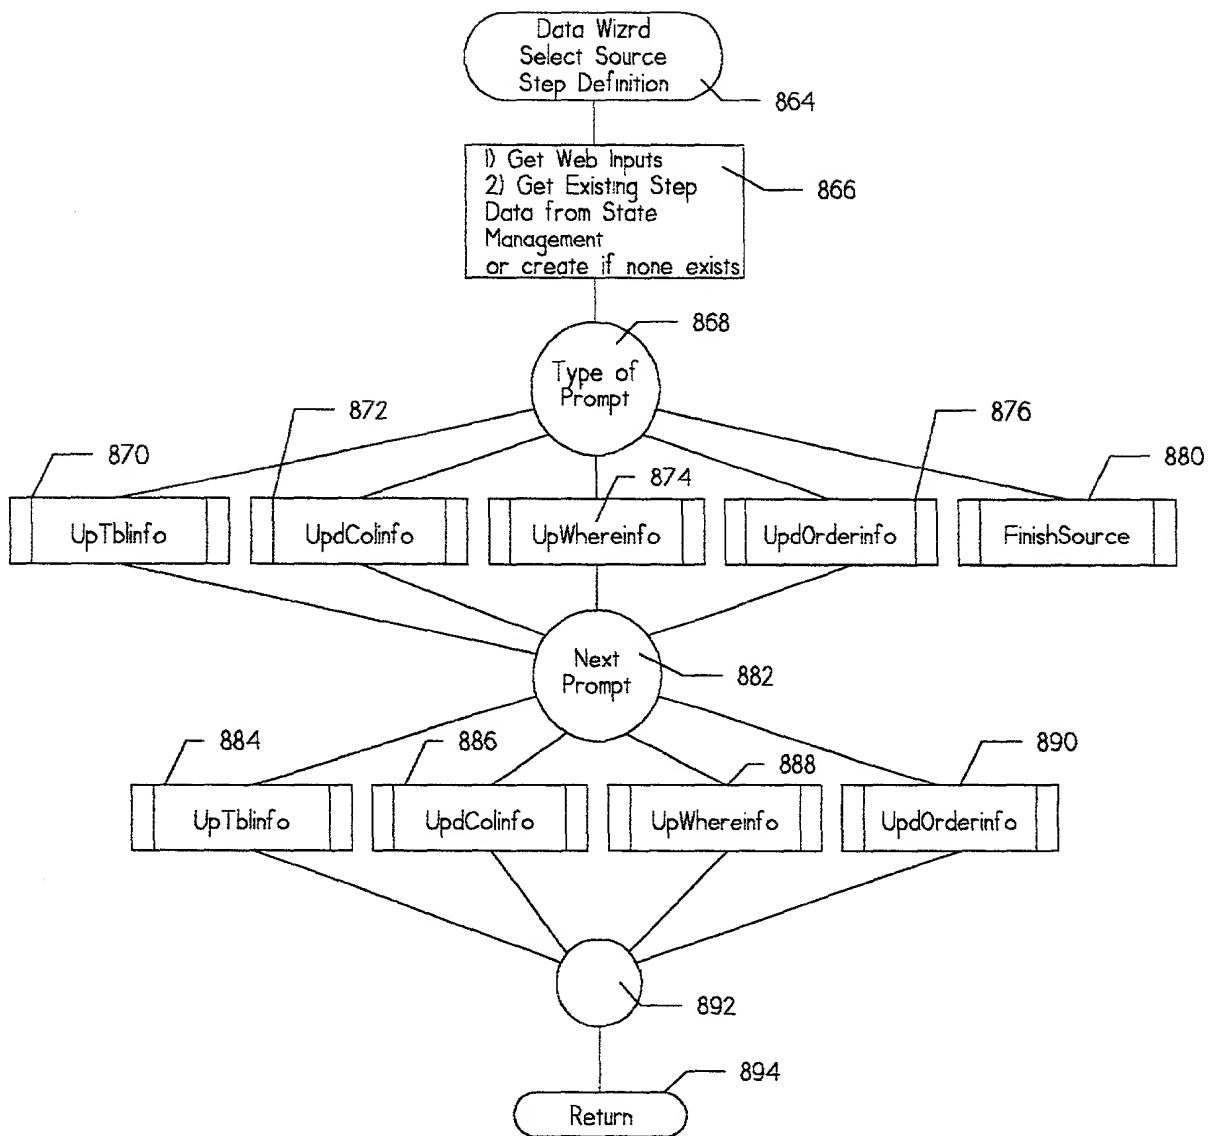 Data Wizrd
Select Source
Step Definition
864
1) Get Web Inputs
2) Get Existing Step
Data from State
Management
or create if none exists
866
868
Type of
Prompt
870
872
874
876
880
UpTblinfo
UpdColinfo
UpWhereinfo
UpdOrderinfo
FinishSource
Next
Prompt
882
884
886
888
890
UpTblinfo
UpdColinfo
UpWhereinfo
UpdOrderinfo
892
894
Return